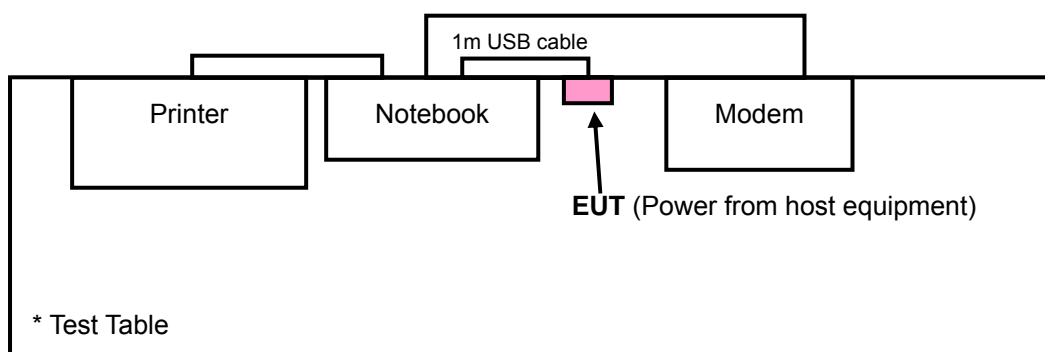 1m USB cable
Printer
Notebook
Modem
EUT (Power from host equipment)
* Test Table